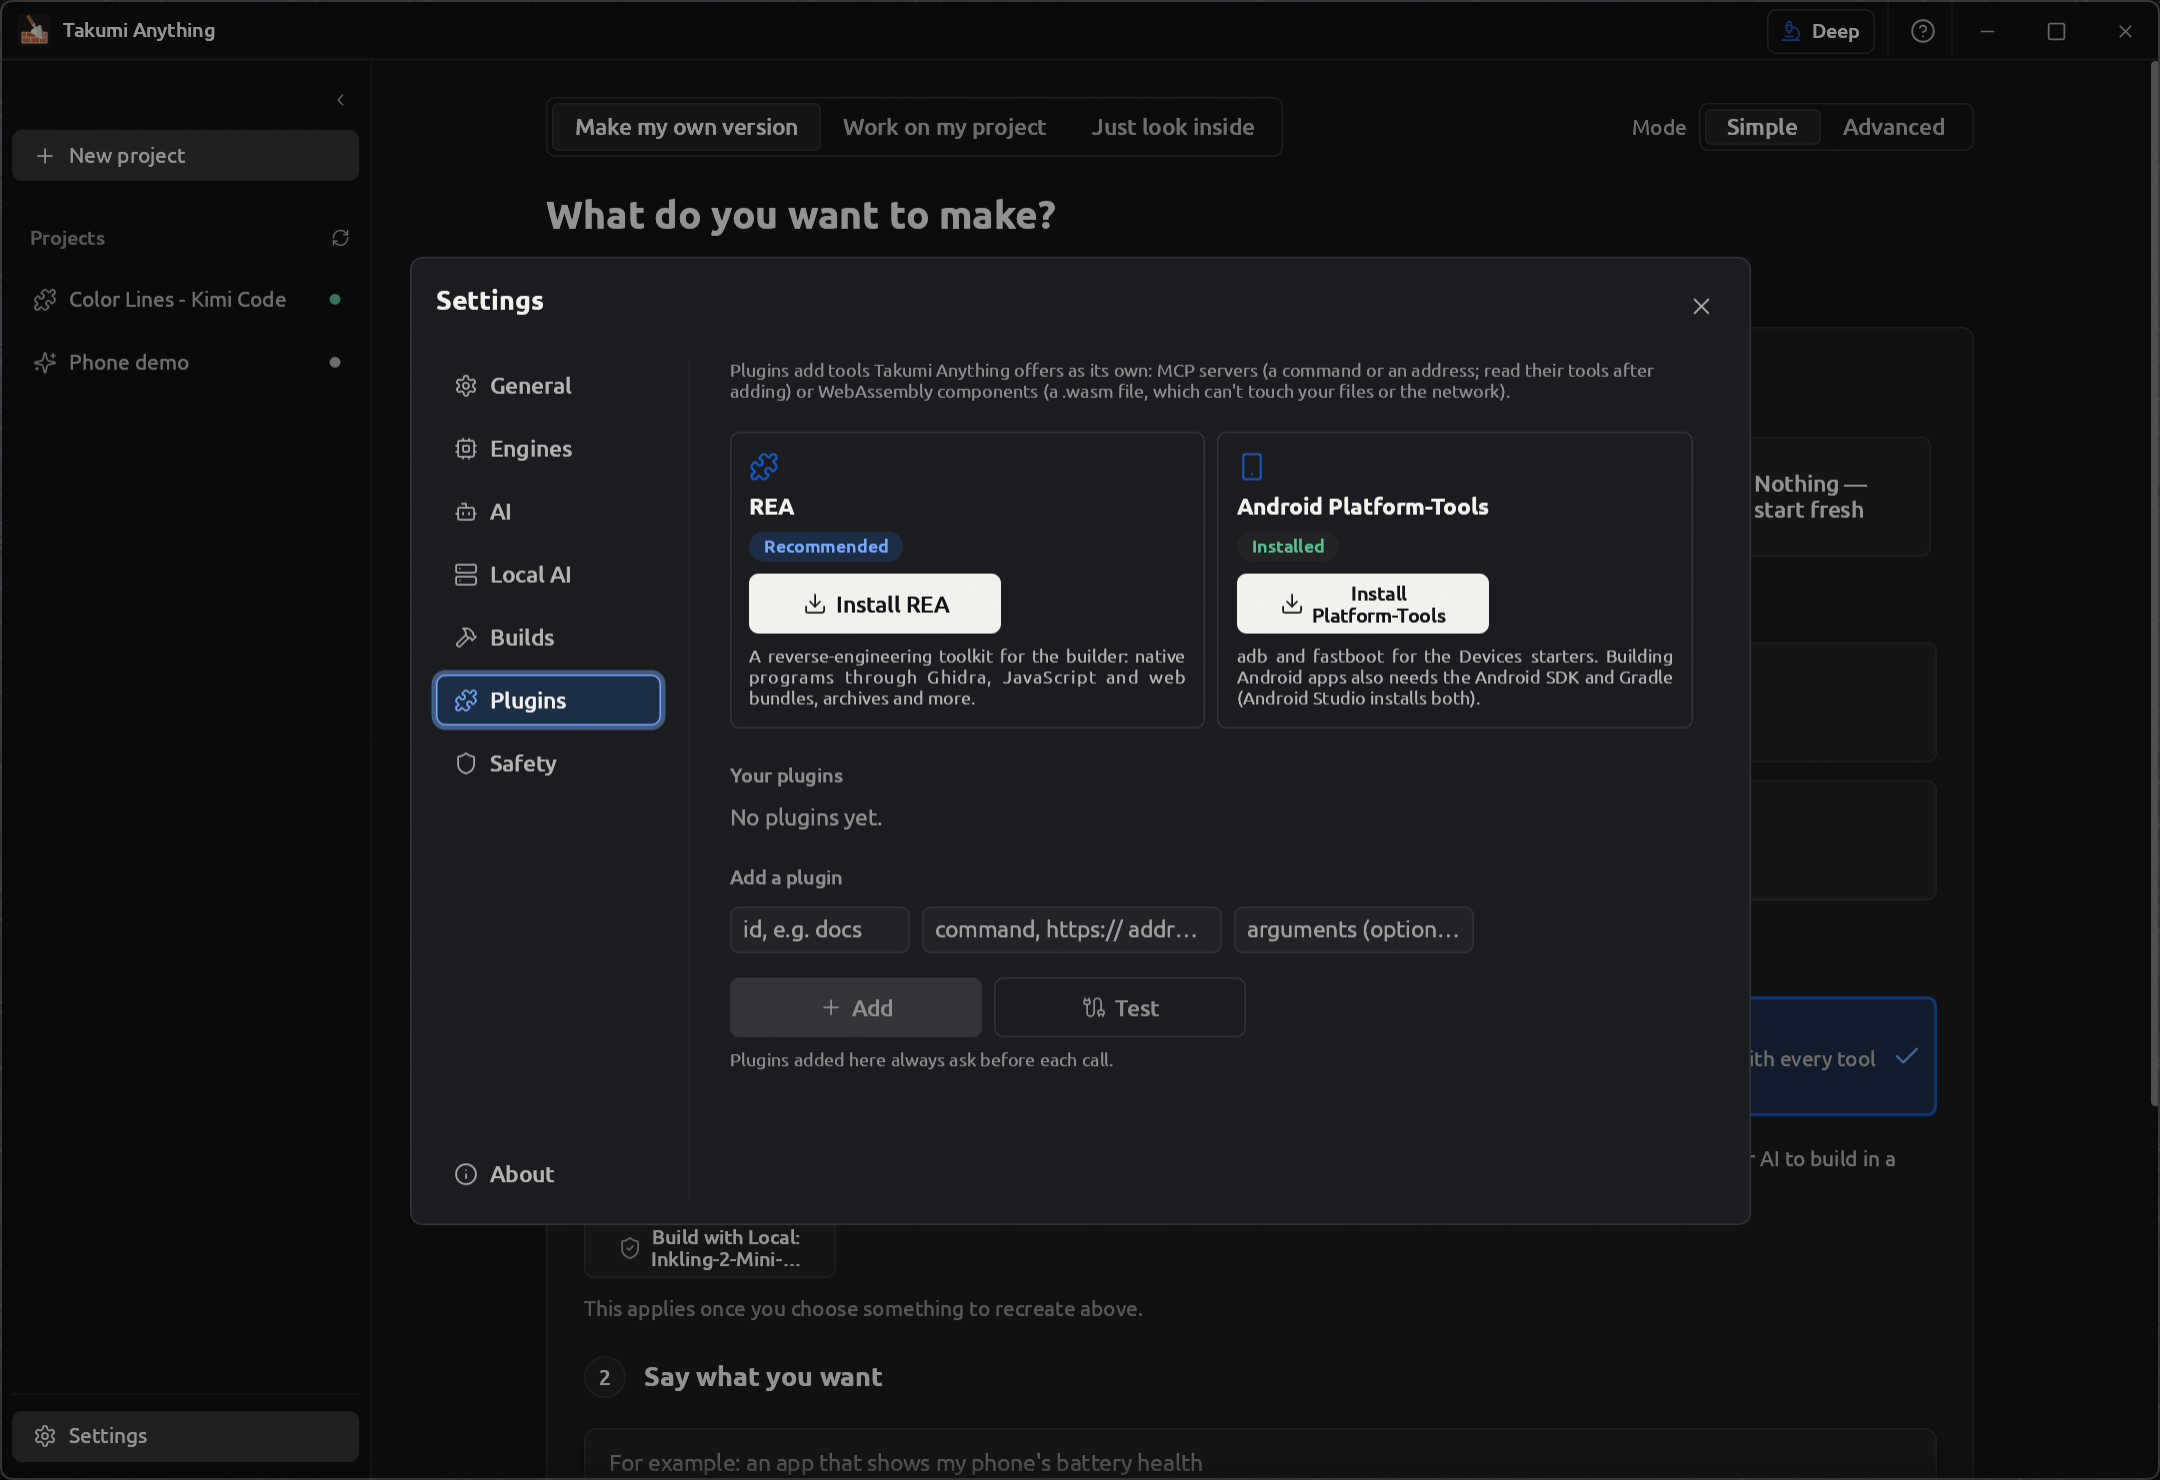 Takumi Anything
Deep
New project
Projects
Color Lines - Kimi Code
Phone demo
Settings
Make my own version
Work on my project
Just look inside
Mode
Simple
Advanced
What do you want to make?
Nothing —
start fresh
ith every tool
AI to build in a
Settings
General
Engines
AI
Local AI
Builds
Plugins
Safety
About
Plugins add tools Takumi Anything offers as its own: MCP servers (a command or an address; read their tools after
adding) or WebAssembly components (a .wasm file, which can't touch your files or the network).
REA
Recommended
Install REA
A reverse-engineering toolkit for the builder: native
programs through Ghidra, JavaScript and web
bundles, archives and more.
Android Platform-Tools
Installed
Install
Platform-Tools
adb and fastboot for the Devices starters. Building
Android apps also needs the Android SDK and Gradle
(Android Studio installs both).
Your plugins
No plugins yet.
Add a plugin
id, e.g. docs
command, https:// addr...
arguments (option...
Add
Test
Plugins added here always ask before each call.
Build with Local:
Inkling-2-Mini-...
This applies once you choose something to recreate above.
2
Say what you want
For example: an app that shows my phone's battery health